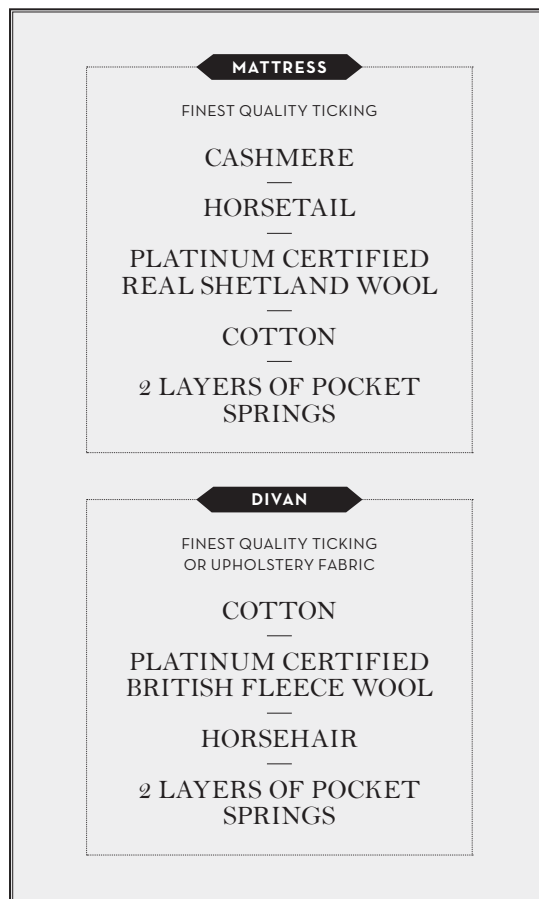 MATTRESS
FINEST QUALITY TICKING
CASHMERE
HORSETAIL
PLATINUM CERTIFIED
REAL SHETLAND WOOL
COTTON
2 LAYERS OF POCKET
SPRINGS
DIVAN
FINEST QUALITY TICKING
OR UPHOLSTERY FABRIC
COTTON
PLATINUM CERTIFIED
BRITISH FLEECE WOOL
HORSEHAIR
2 LAYERS OF POCKET
SPRINGS